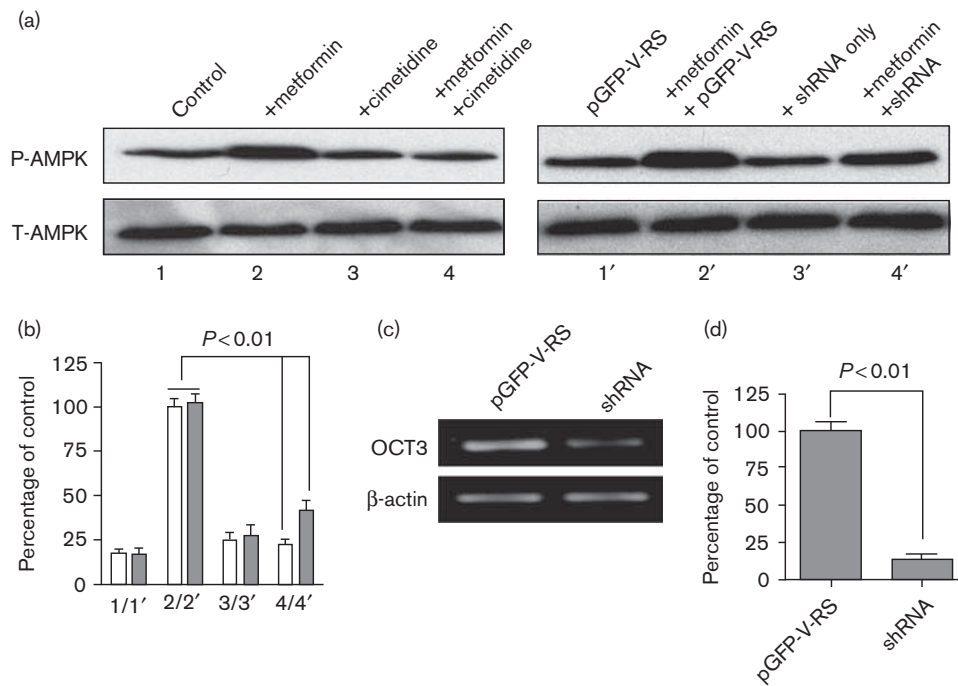 (a)
Control
+metformin
+cimetidine
+metformin
+cimetidine
pGFP-V-RS
+metformin
+ pGFP-V-RS
+ shRNA only
+metformin
+shRNA
P-AMPK
T-AMPK
1 2 3 4 1′ 2′ 3′ 4′
(b)
P < 0.01
Percentage of control
125
100
75
50
25
0
1/1′ 2/2′ 3/3′ 4/4′
(c)
pGFP-V-RS
shRNA
OCT3
β-actin
(d)
P < 0.01
Percentage of control
125
100
75
50
25
0
pGFP-V-RS
shRNA